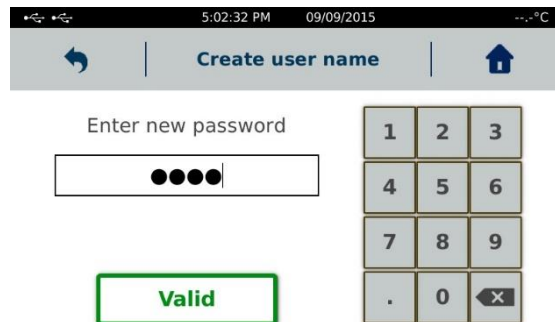 5:02:32 PM 09/09/2015 --.-°C
Create user name
Enter new password
●●●●
Valid
1 2 3
4 5 6
7 8 9
. 0